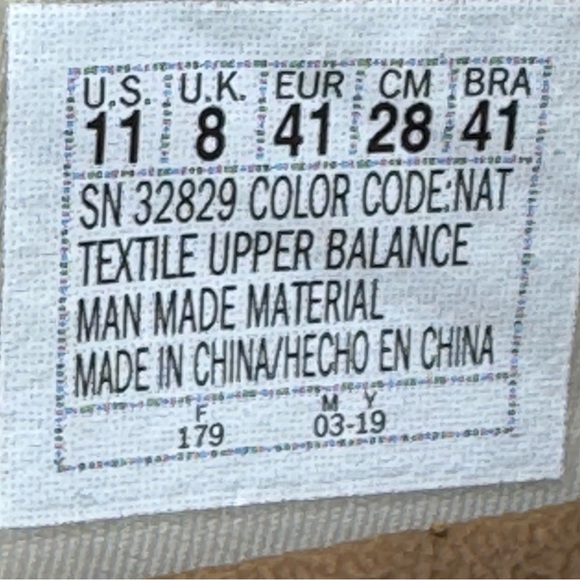 U.S. U.K. EUR CM BRA
11 8 41 28 41
SN 32829 COLOR CODE:NAT
TEXTILE UPPER BALANCE
MAN MADE MATERIAL
MADE IN CHINA/HECHO EN CHINA
F M Y
179 03-19